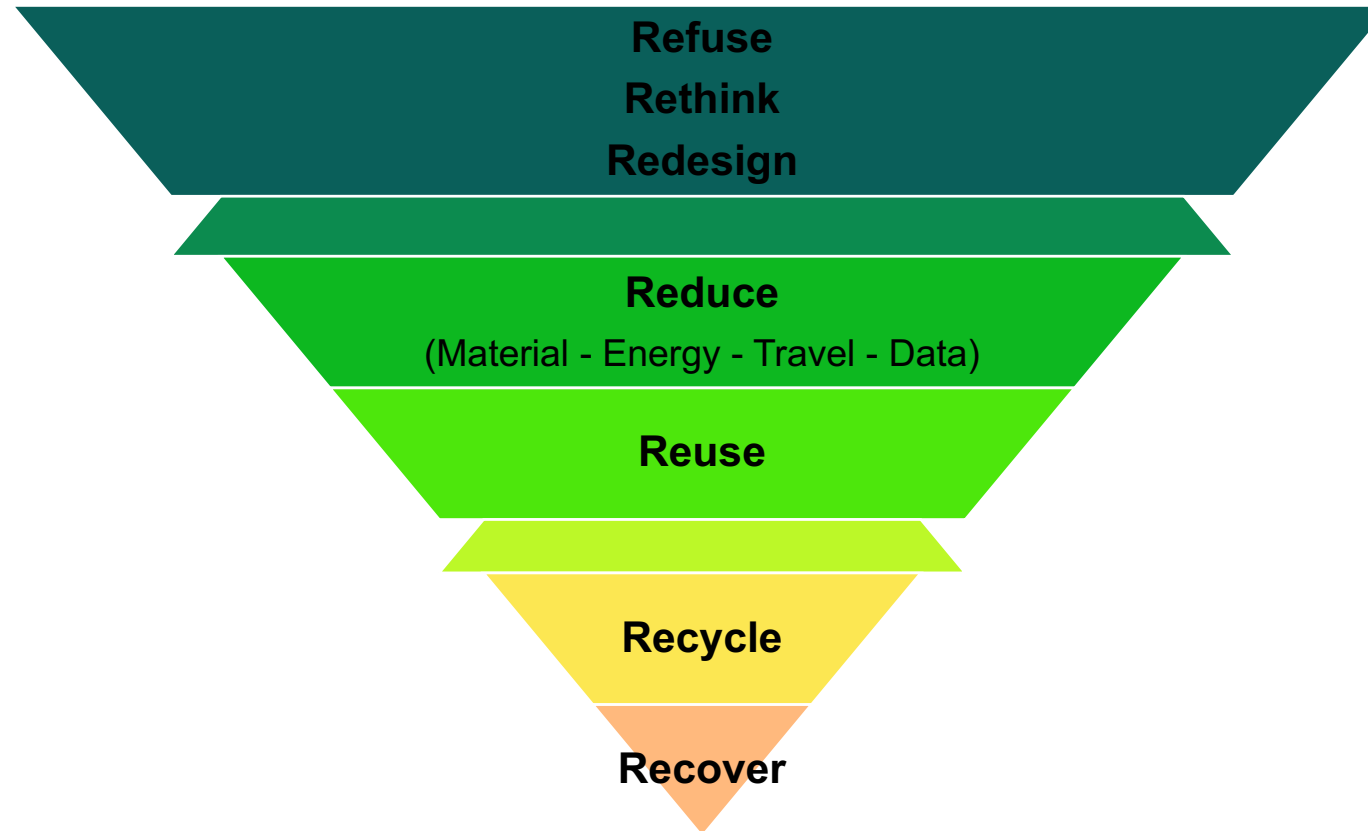 Refuse
Rethink
Redesign
Reduce
(Material - Energy - Travel - Data)
Reuse
Recycle
Recover